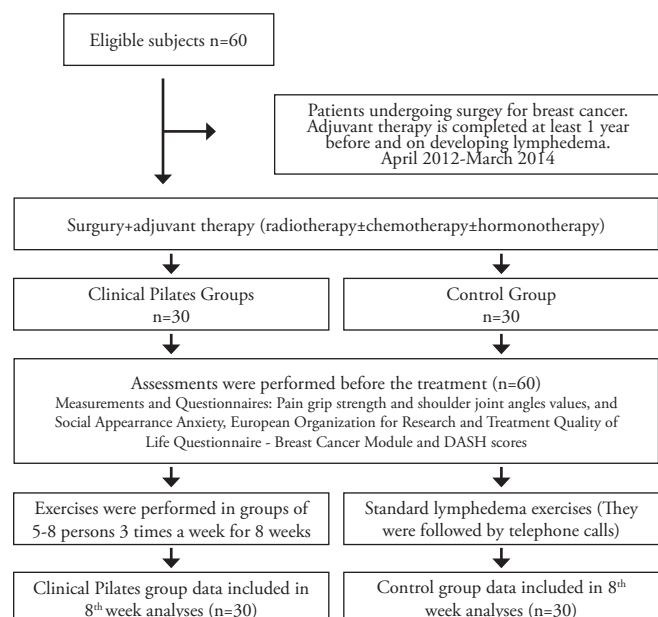 Eligible subjects n=60
Patients undergoing surgey for breast cancer.
Adjuvant therapy is completed at least 1 year
before and on developing lymphedema.
April 2012-March 2014
Surgury+adjuvant therapy (radiotherapy±chemotherapy±hormonotherapy)
Clinical Pilates Groups
n=30
Control Group
n=30
Assessments were performed before the treatment (n=60)
Measurements and Questionnaires: Pain grip strength and shoulder joint angles values, and
Social Appearrance Anxiety, European Organization for Research and Treatment Quality of
Life Questionnaire - Breast Cancer Module and DASH scores
Exercises were performed in groups of
5-8 persons 3 times a week for 8 weeks
Standard lymphedema exercises (They
were followed by telephone calls)
Clinical Pilates group data included in
8th week analyses (n=30)
Control group data included in 8th
week analyses (n=30)